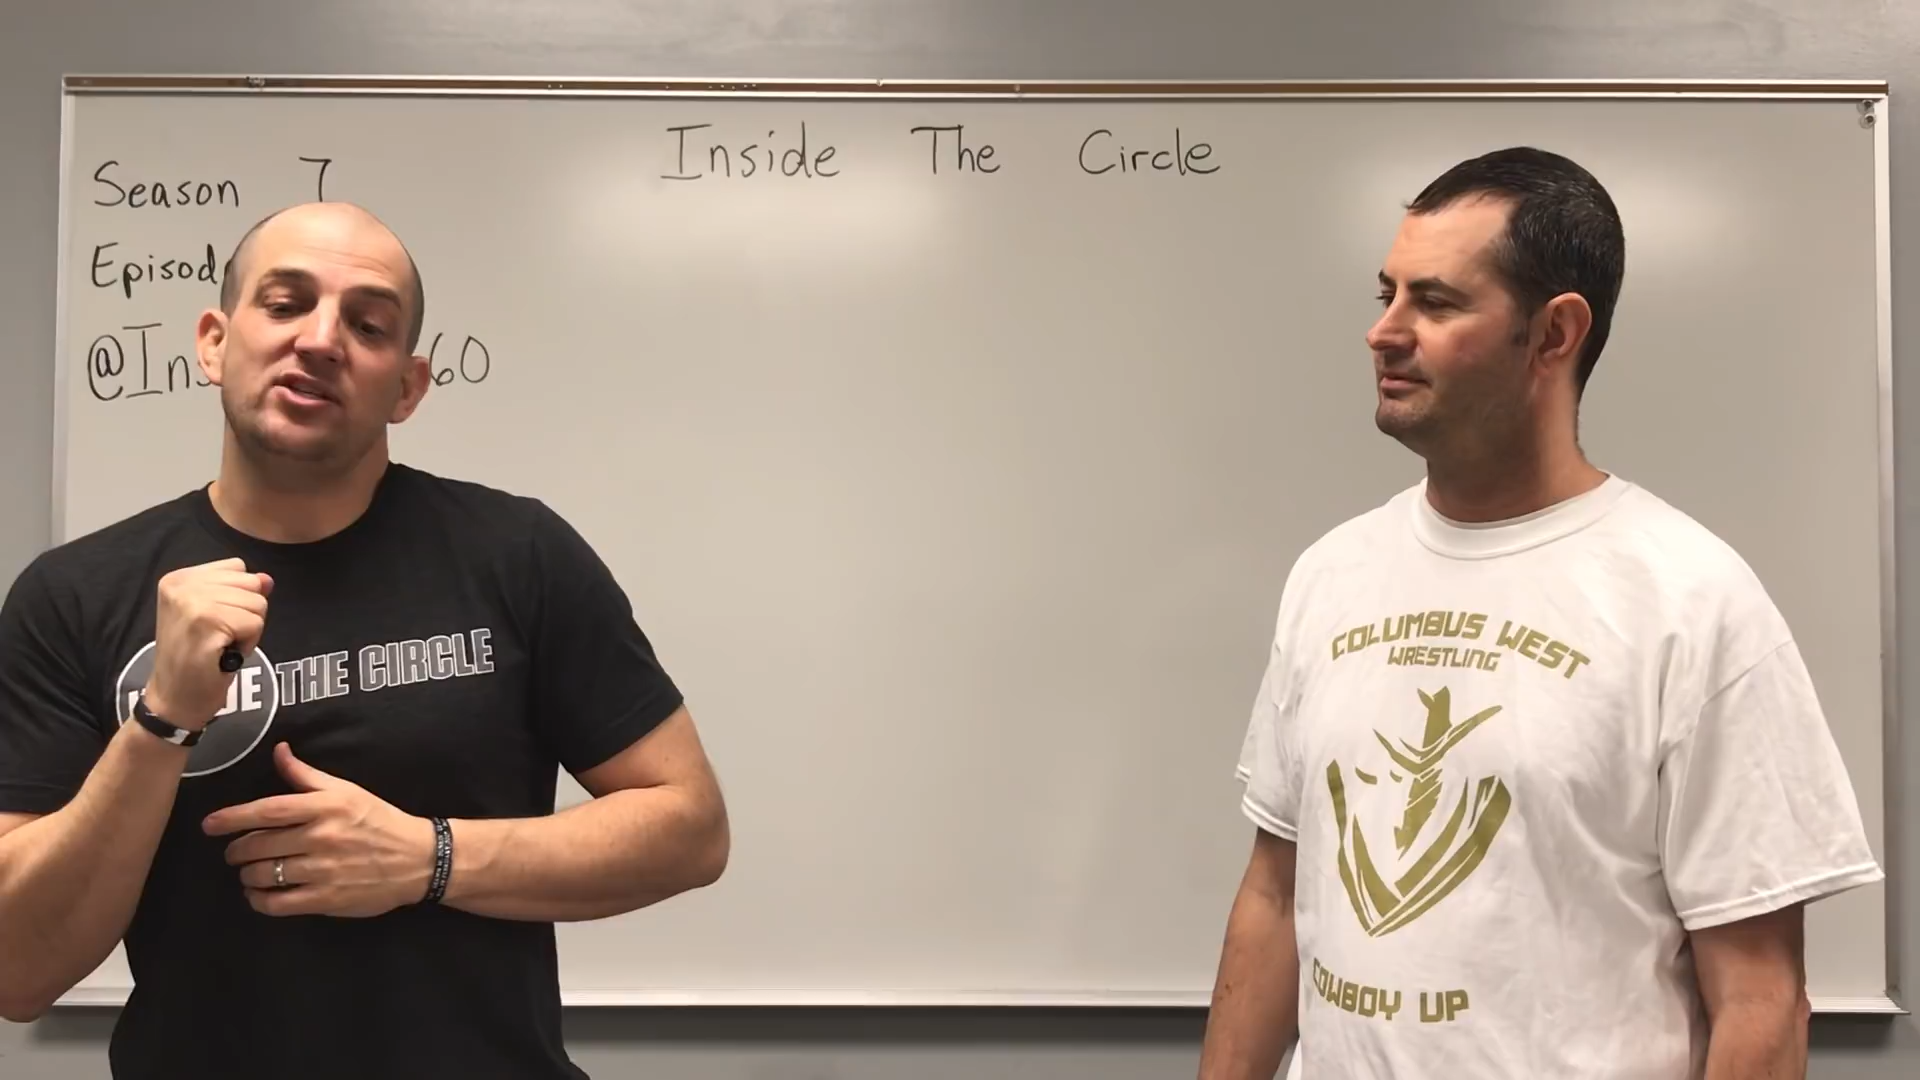 Inside The Circle
Season 7
Episod
@Ins 60
THE CIRCLE
COLUMBUS WEST
WRESTLING
COWBOY UP